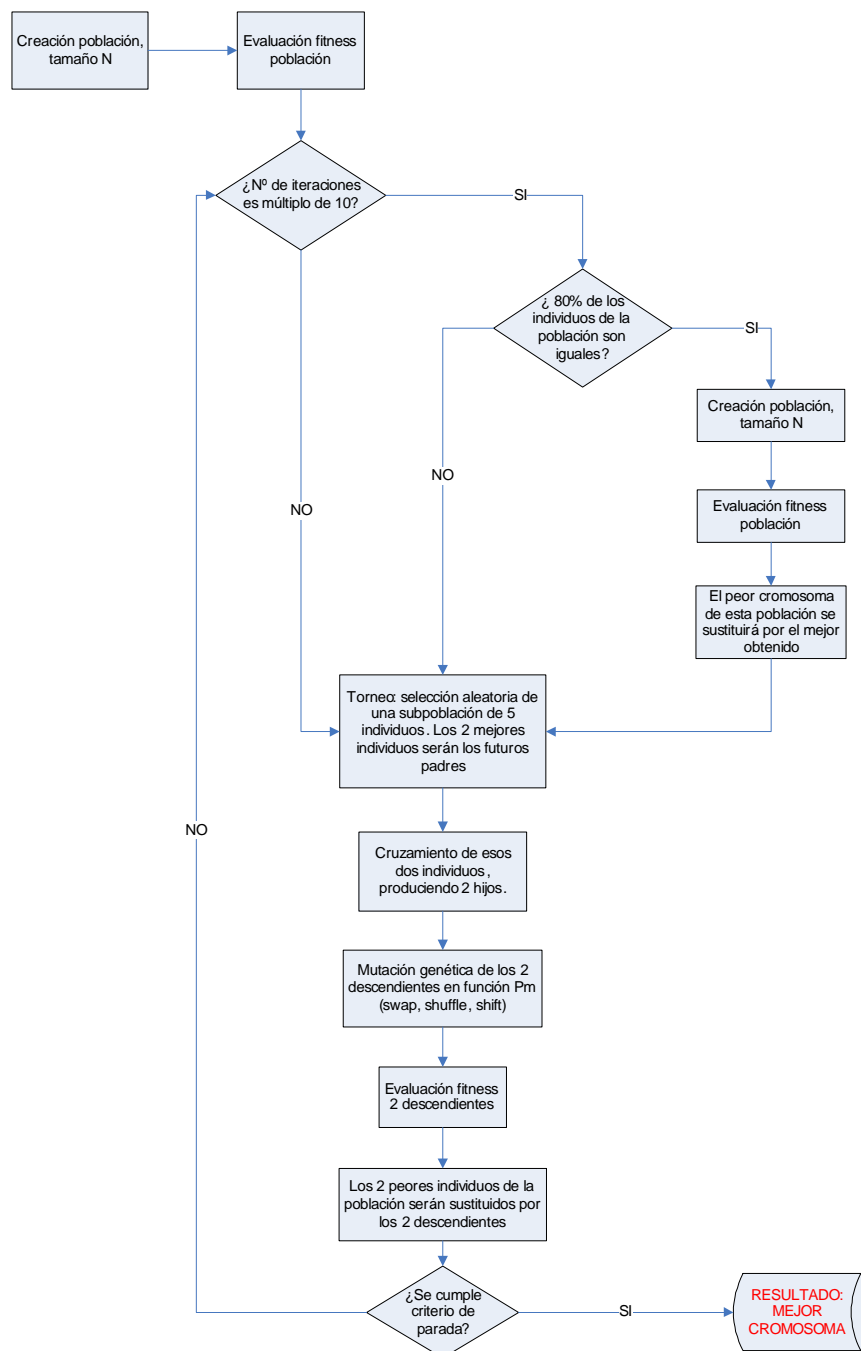 Creación población,
tamaño N
Evaluación fitness
población
¿Nº de iteraciones
es múltiplo de 10?
SI
¿ 80% de los
individuos de la
población son
iguales?
SI
Creación población,
tamaño N
NO
NO
Evaluación fitness
población
El peor cromosoma
de esta población se
sustituirá por el mejor
obtenido
Torneo: selección aleatoria
de una subpoblación de 5
individuos. Los 2 mejores
individuos serán los futuros
padres
NO
Cruzamiento de esos
dos individuos,
produciendo 2 hijos.
Mutación genética de los 2
descendientes en función Pm
(swap, shuffle, shift)
Evaluación fitness
2 descendientes
Los 2 peores individuos de la
población serán sustituidos por
los 2 descendientes
¿Se cumple
criterio de
parada?
SI
RESULTADO:
MEJOR
CROMOSOMA